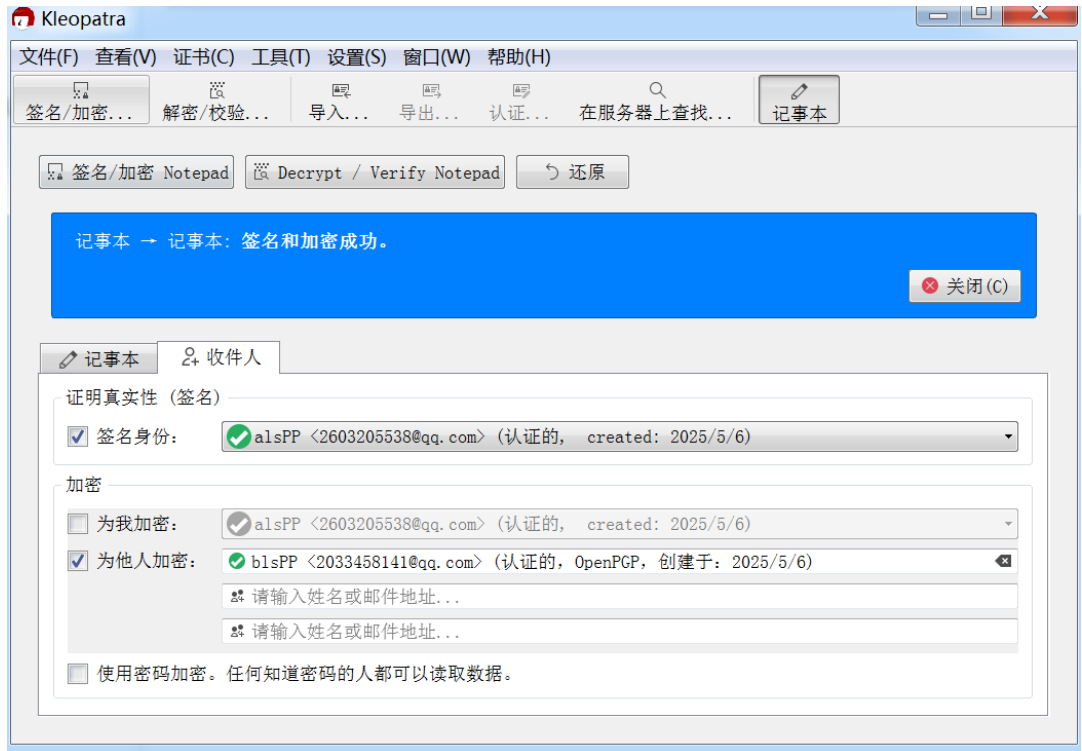 Kleopatra
文件(F) 查看(V) 证书(C) 工具(T) 设置(S) 窗口(W) 帮助(H)
签名/加密... 解密/校验... 导入... 导出... 认证... 在服务器上查找... 记事本
签名/加密 Notepad Decrypt / Verify Notepad 还原
记事本 → 记事本: 签名和加密成功。
关闭(C)
记事本 收件人
证明真实性 (签名)
签名身份: alsPP <2603205538@qq.com> (认证的, created: 2025/5/6)
加密
为我加密: alsPP <2603205538@qq.com> (认证的, created: 2025/5/6)
为他人加密: blsPP <2033458141@qq.com> (认证的, OpenPGP, 创建于: 2025/5/6)
请输入姓名或邮件地址...
请输入姓名或邮件地址...
使用密码加密。任何知道密码的人都可以读取数据。